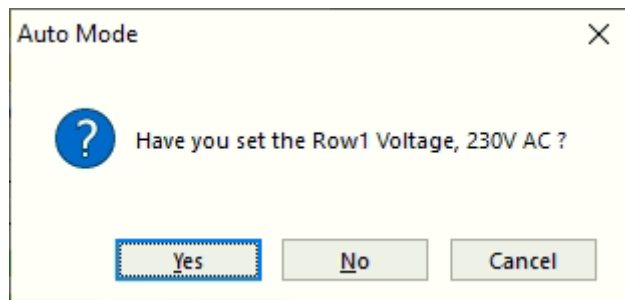 Auto Mode
Have you set the Row1 Voltage, 230V AC ?
Yes No Cancel